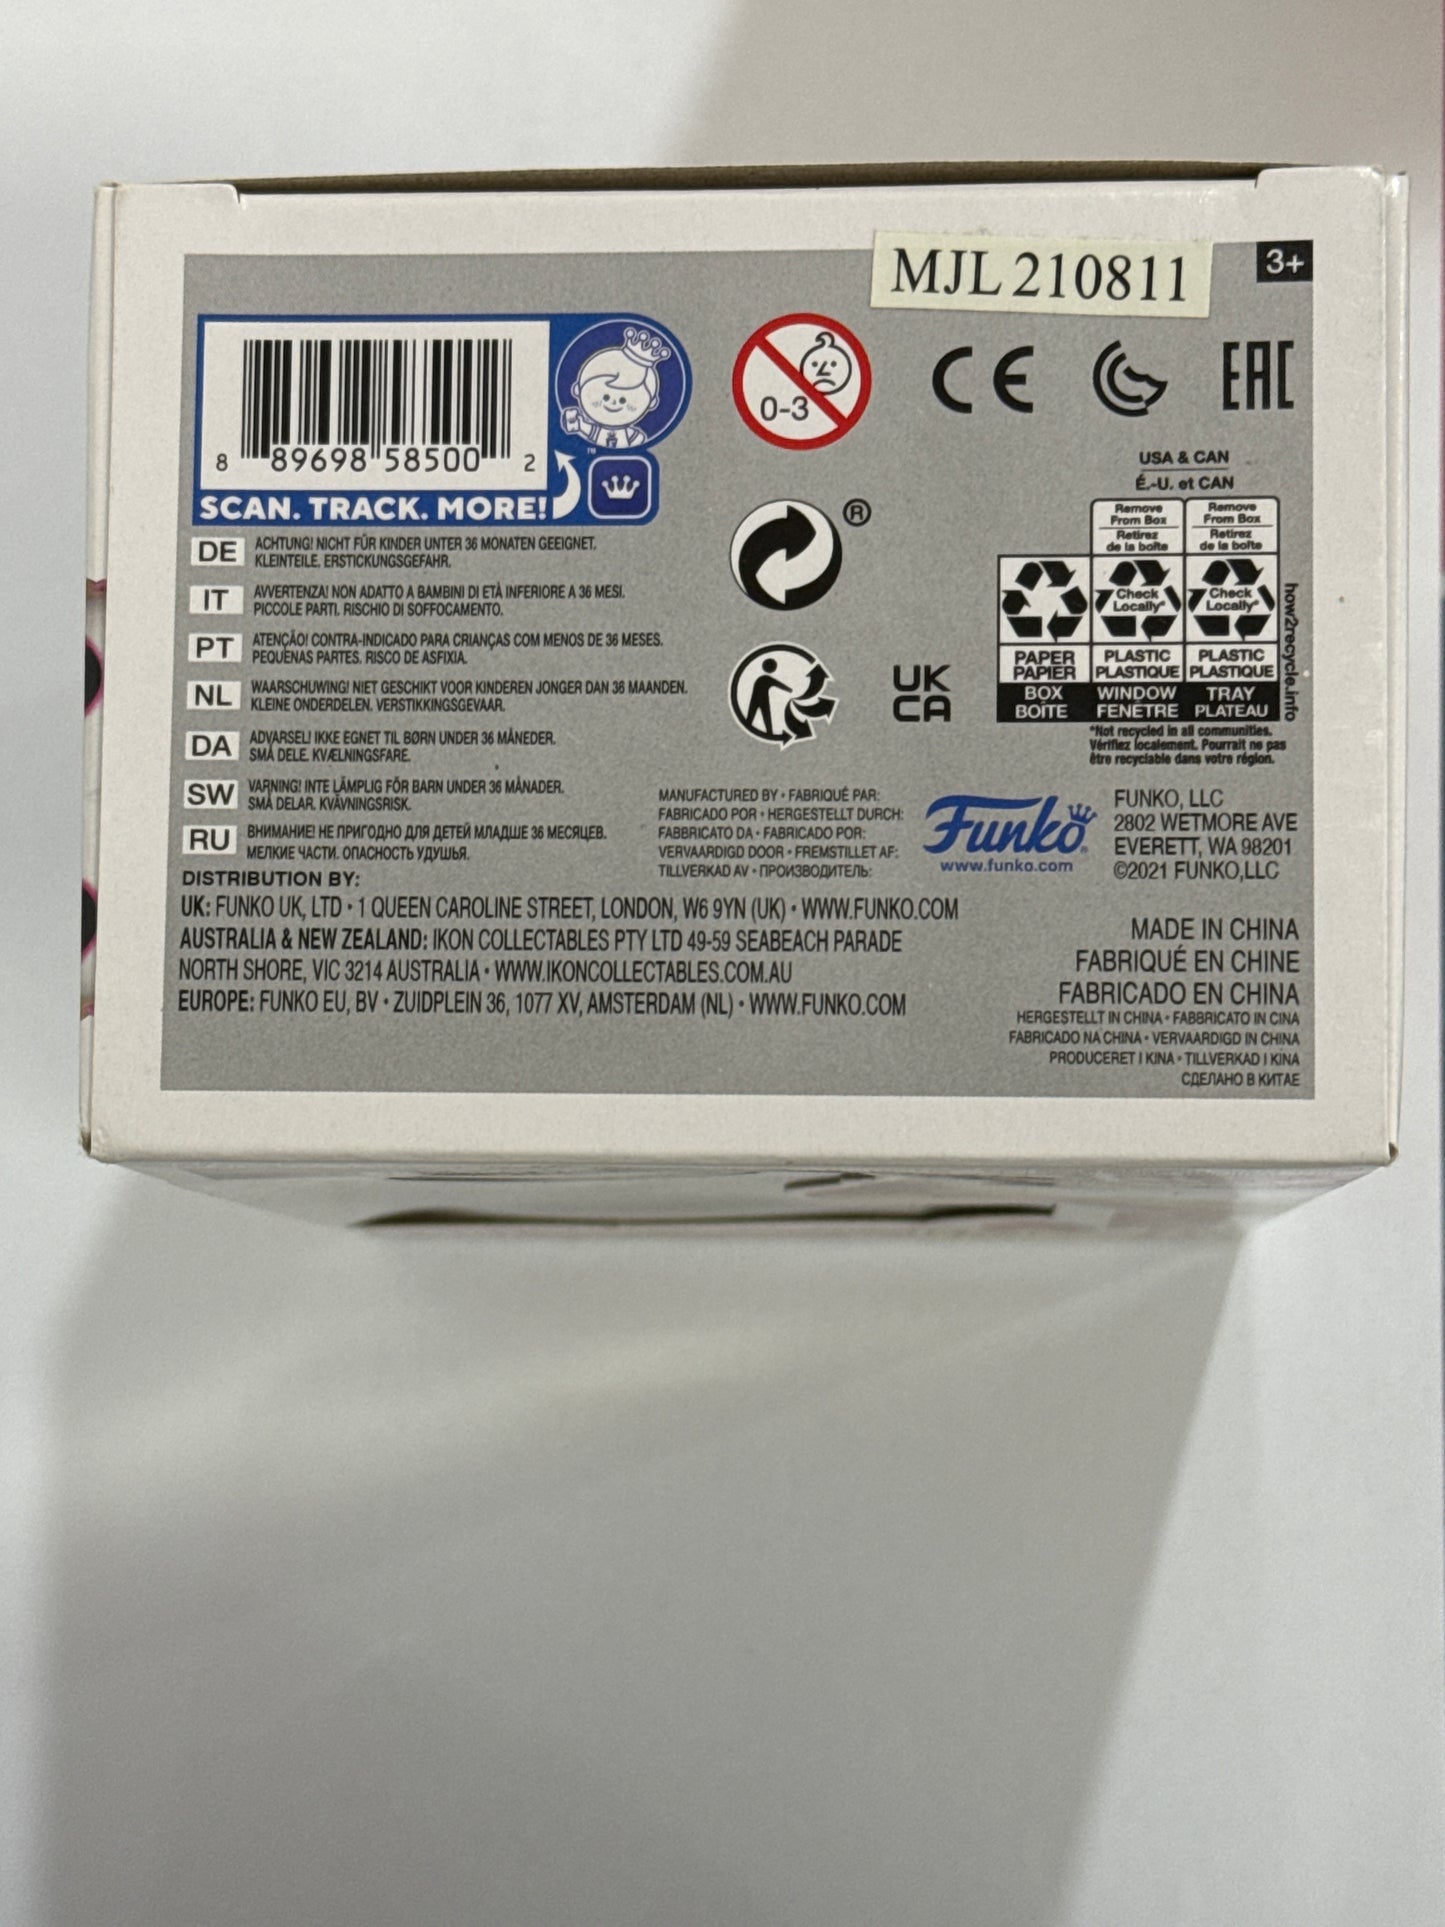 MJL 210811
3+
8 89698 58500 2
™
SCAN. TRACK. MORE!
0-3
CE
EAC
®
UK
CA
USA & CAN
É.-U. et CAN
Remove From Box
Retirez de la boîte
Remove From Box
Retirez de la boîte
Check Locally*
Check Locally*
PAPER PAPIER
PLASTIC PLASTIQUE
PLASTIC PLASTIQUE
BOX BOÎTE
WINDOW FENÊTRE
TRAY PLATEAU
how2recycle.info
*Not recycled in all communities.
Vérifiez localement. Pourrait ne pas
être recyclable dans votre région.
DE ACHTUNG! NICHT FÜR KINDER UNTER 36 MONATEN GEEIGNET.
KLEINTEILE. ERSTICKUNGSGEFAHR.
IT AVVERTENZA! NON ADATTO A BAMBINI DI ETÀ INFERIORE A 36 MESI.
PICCOLE PARTI. RISCHIO DI SOFFOCAMENTO.
PT ATENÇÃO! CONTRA-INDICADO PARA CRIANÇAS COM MENOS DE 36 MESES.
PEQUENAS PARTES. RISCO DE ASFIXIA.
NL WAARSCHUWING! NIET GESCHIKT VOOR KINDEREN JONGER DAN 36 MAANDEN.
KLEINE ONDERDELEN. VERSTIKKINGSGEVAAR.
DA ADVARSEL! IKKE EGNET TIL BØRN UNDER 36 MÅNEDER.
SMÅ DELE. KVÆLNINGSFARE.
SW VARNING! INTE LÄMPLIG FÖR BARN UNDER 36 MÅNADER.
SMÅ DELAR. KVÄVNINGSRISK.
RU ВНИМАНИЕ! НЕ ПРИГОДНО ДЛЯ ДЕТЕЙ МЛАДШЕ 36 МЕСЯЦЕВ.
МЕЛКИЕ ЧАСТИ. ОПАСНОСТЬ УДУШЬЯ.
MANUFACTURED BY • FABRIQUÉ PAR:
FABRICADO POR • HERGESTELLT DURCH:
FABBRICATO DA • FABRICADO POR:
VERVAARDIGD DOOR • FREMSTILLET AF:
TILLVERKAD AV • ПРОИЗВОДИТЕЛЬ:
Funko
www.funko.com
FUNKO, LLC
2802 WETMORE AVE
EVERETT, WA 98201
©2021 FUNKO,LLC
DISTRIBUTION BY:
UK: FUNKO UK, LTD • 1 QUEEN CAROLINE STREET, LONDON, W6 9YN (UK) • WWW.FUNKO.COM
AUSTRALIA & NEW ZEALAND: IKON COLLECTABLES PTY LTD 49-59 SEABEACH PARADE
NORTH SHORE, VIC 3214 AUSTRALIA • WWW.IKONCOLLECTABLES.COM.AU
EUROPE: FUNKO EU, BV • ZUIDPLEIN 36, 1077 XV, AMSTERDAM (NL) • WWW.FUNKO.COM
MADE IN CHINA
FABRIQUÉ EN CHINE
FABRICADO EN CHINA
HERGESTELLT IN CHINA • FABBRICATO IN CINA
FABRICADO NA CHINA • VERVAARDIGD IN CHINA
PRODUCERET I KINA • TILLVERKAD I KINA
СДЕЛАНО В КИТАЕ